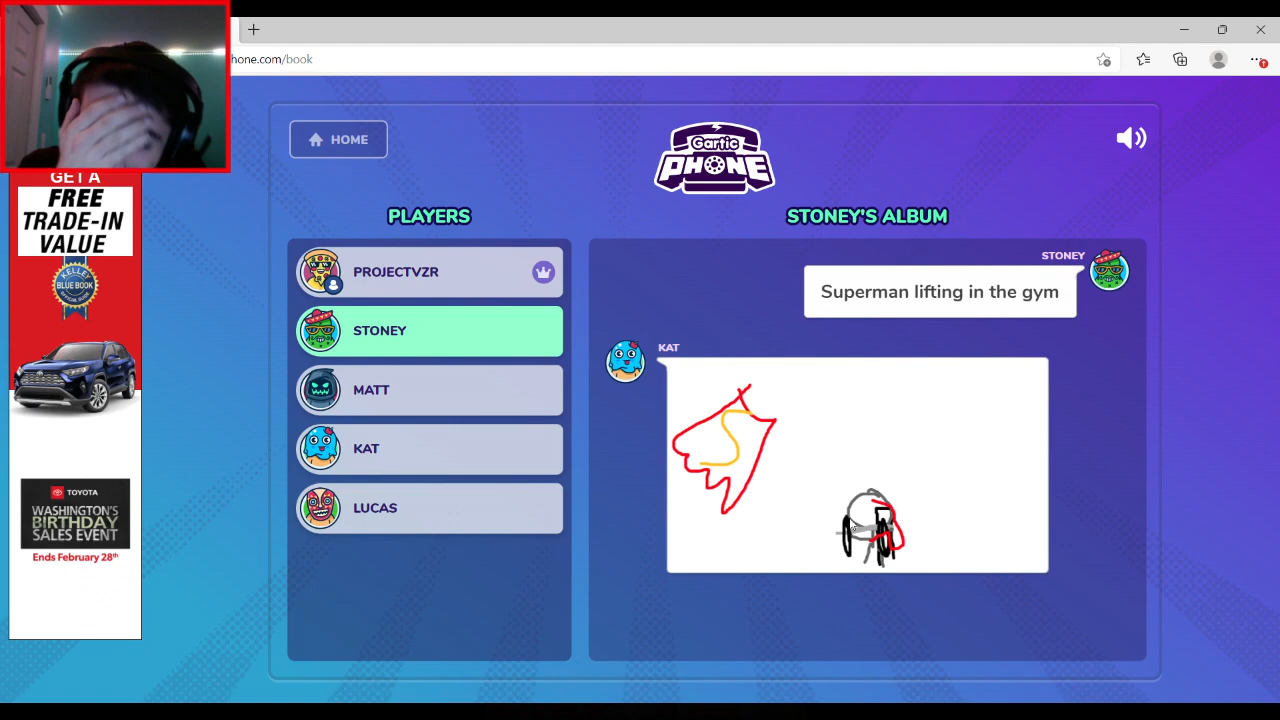 hone.com/book
HOME
Gartic
PHONE
GET A
FREE
TRADE-IN
VALUE
KELLEY
BLUE BOOK
TOYOTA
WASHINGTON'S
BIRTHDAY
SALES EVENT
Ends February 28th
PLAYERS
PROJECTVZR
STONEY
MATT
KAT
LUCAS
STONEY'S ALBUM
STONEY
Superman lifting in the gym
KAT
S